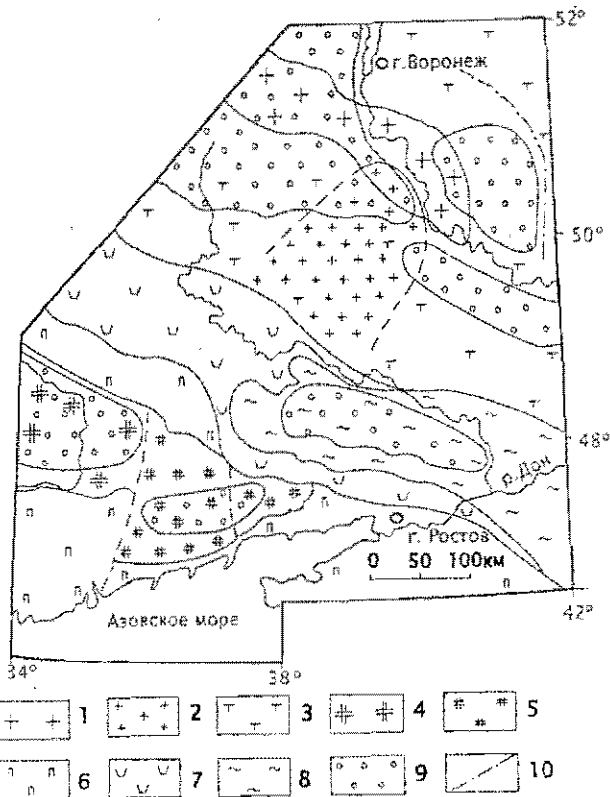 52°
г. Воронеж
50°
48°
р. Дон
г. Ростов
0 50 100км
42°
Азовское море
34°
38°
1 2 3 4 5
6 7 8 9 10